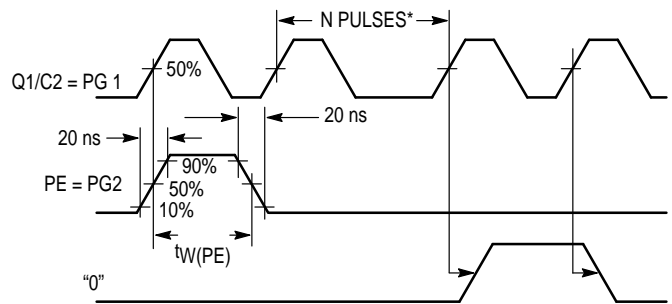 N PULSES*
Q1/C2 = PG 1
50%
20 ns
20 ns
90%
PE = PG2
50%
10%
tW(PE)
“0”